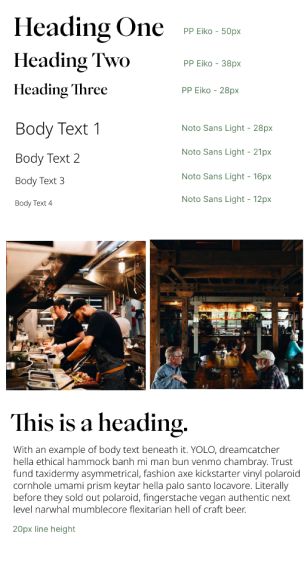 Heading One PP Eiko - 50px
Heading Two PP Eiko - 38px
Heading Three PP Eiko - 28px
Body Text 1 Noto Sans Light - 28px
Body Text 2 Noto Sans Light - 21px
Body Text 3 Noto Sans Light - 16px
Body Text 4 Noto Sans Light - 12px
This is a heading.
With an example of body text beneath it. YOLO, dreamcatcher
hella ethical hammock banh mi man bun venmo chambray. Trust
fund taxidermy asymmetrical, fashion axe kickstarter vinyl polaroid
cornhole umami prism keytar hella palo santo locavore. Literally
before they sold out polaroid, fingerstache vegan authentic next
level narwhal mumblecore flexitarian hell of craft beer.
20px line height